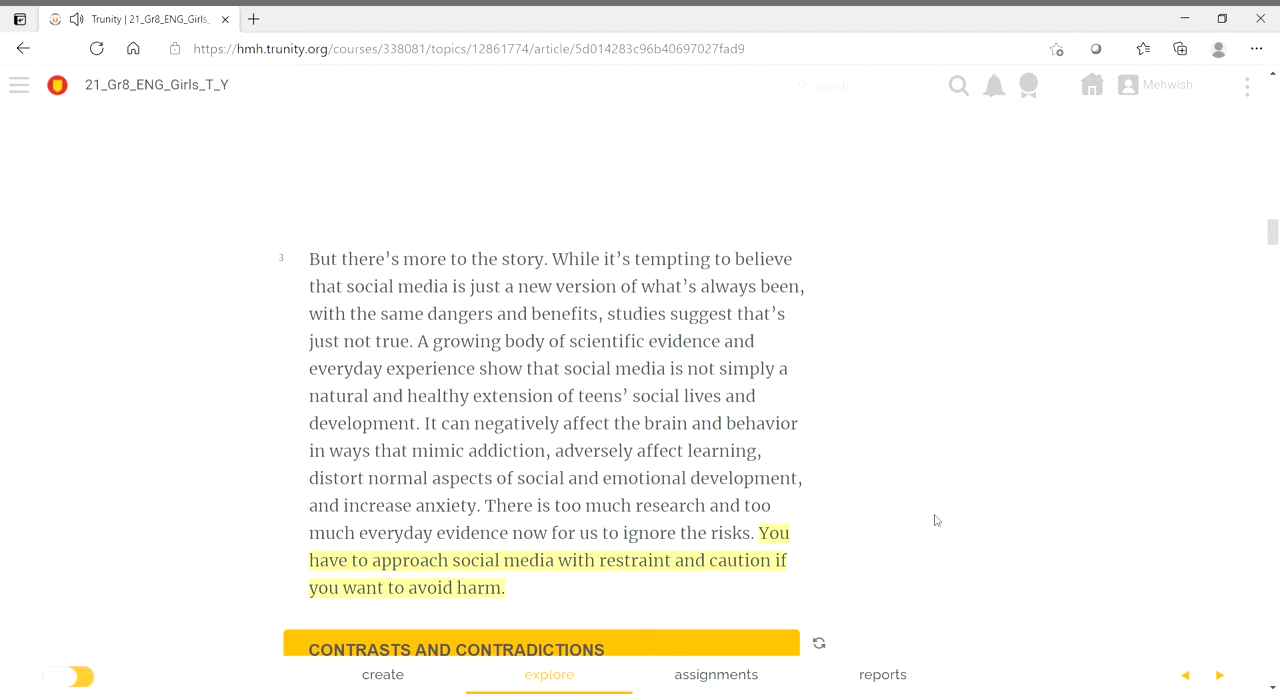 Trunity | 21_Gr8_ENG_Girls_
https://hmh.trunity.org/courses/338081/topics/12861774/article/5d014283c96b40697027fad9
21_Gr8_ENG_Girls_T_Y
Search
Mehwish
3
But there’s more to the story. While it’s tempting to believe
that social media is just a new version of what’s always been,
with the same dangers and benefits, studies suggest that’s
just not true. A growing body of scientific evidence and
everyday experience show that social media is not simply a
natural and healthy extension of teens’ social lives and
development. It can negatively affect the brain and behavior
in ways that mimic addiction, adversely affect learning,
distort normal aspects of social and emotional development,
and increase anxiety. There is too much research and too
much everyday evidence now for us to ignore the risks. You
have to approach social media with restraint and caution if
you want to avoid harm.
CONTRASTS AND CONTRADICTIONS
create explore assignments reports